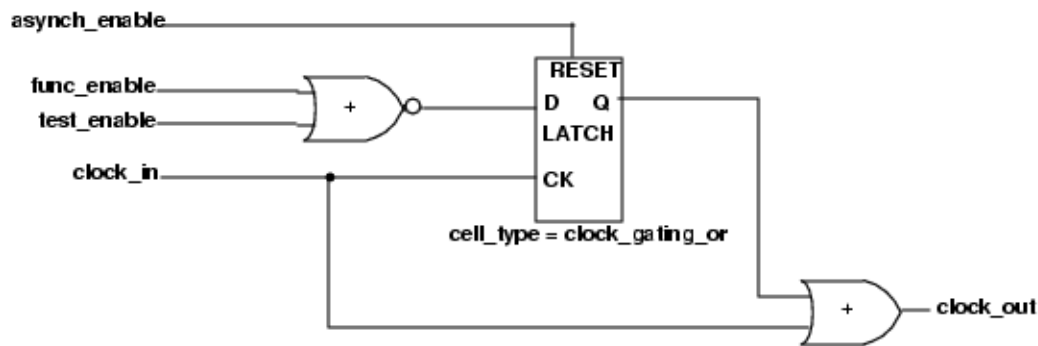 asynch_enable
RESET
func_enable
+
D Q
test_enable
LATCH
clock_in
CK
cell_type = clock_gating_or
+
clock_out